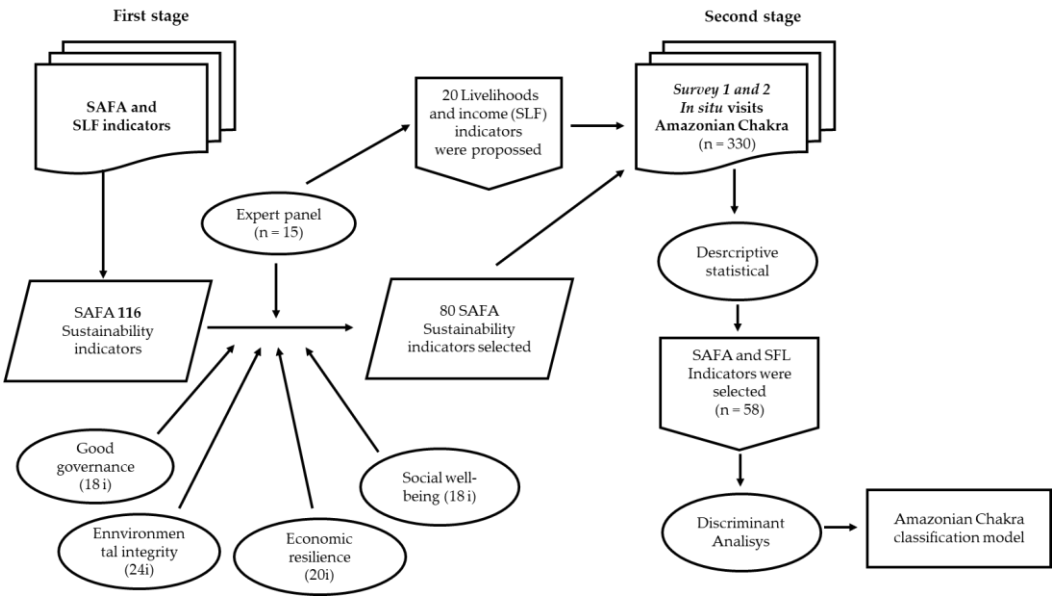 First stage
Second stage
SAFA and
SLF indicators
20 Livelihoods
and income (SLF)
indicators
were propossed
Survey 1 and 2
In situ visits
Amazonian Chakra
(n = 330)
Expert panel
(n = 15)
Desrcriptive
statistical
SAFA 116
Sustainability
indicators
80 SAFA
Sustainability
indicators selected
SAFA and SFL
Indicators were
selected
(n = 58)
Good
governance
(18 i)
Social well-
being (18 i)
Ennvironmen
tal integrity
(24i)
Economic
resilience
(20i)
Discriminant
Analisys
Amazonian Chakra
classification model